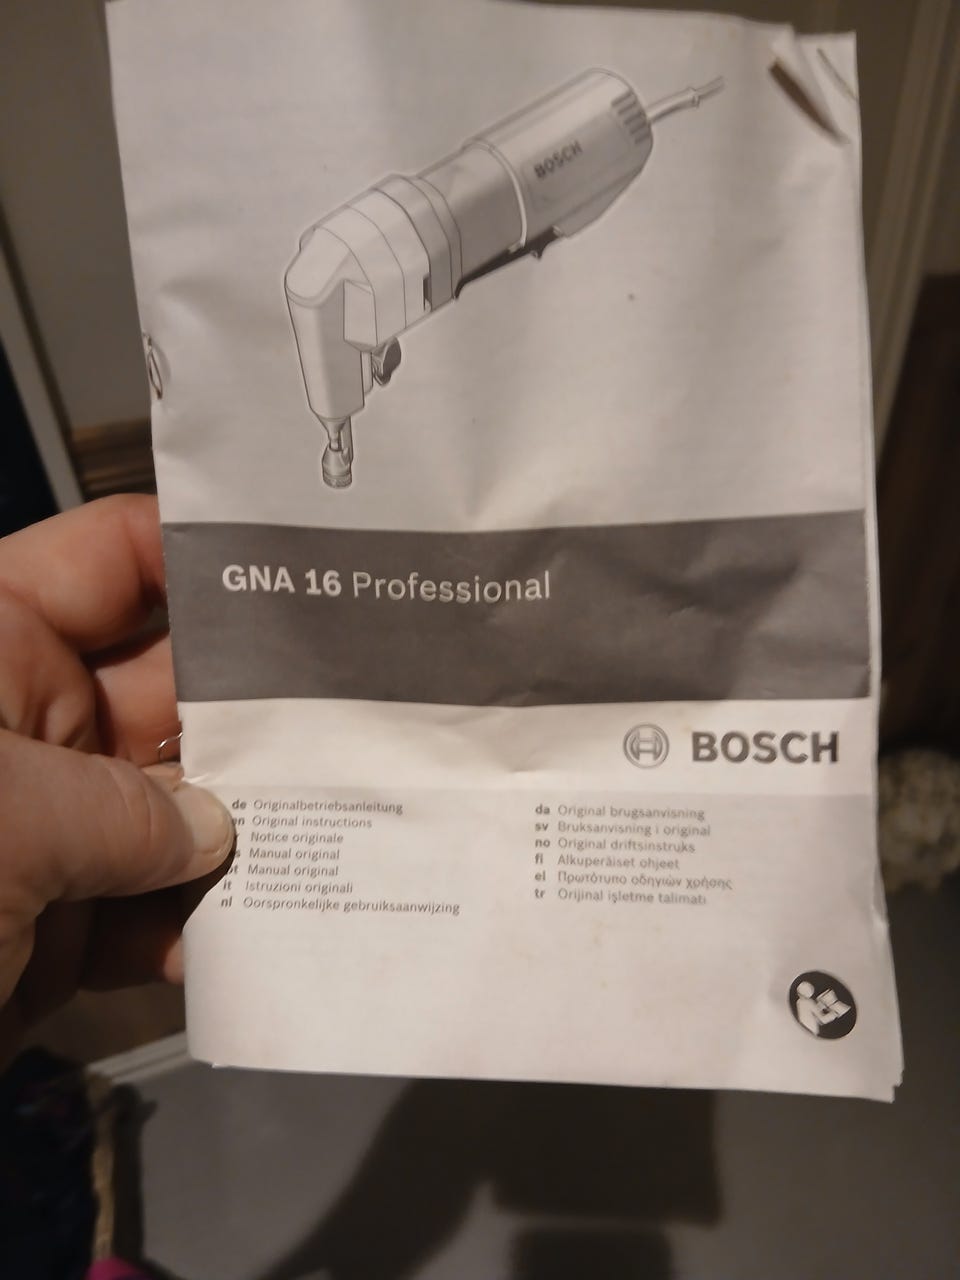 BOSCH
GNA 16 Professional
BOSCH
de Originalbetriebsanleitung
en Original instructions
Notice originale
s Manual original
pt Manual original
it Istruzioni originali
nl Oorspronkelijke gebruiksaanwijzing
da Original brugsanvisning
sv Bruksanvisning i original
no Original driftsinstruks
fi Alkuperäiset ohjeet
el Πρωτότυπο οδηγιών χρήσης
tr Orijinal işletme talimatı